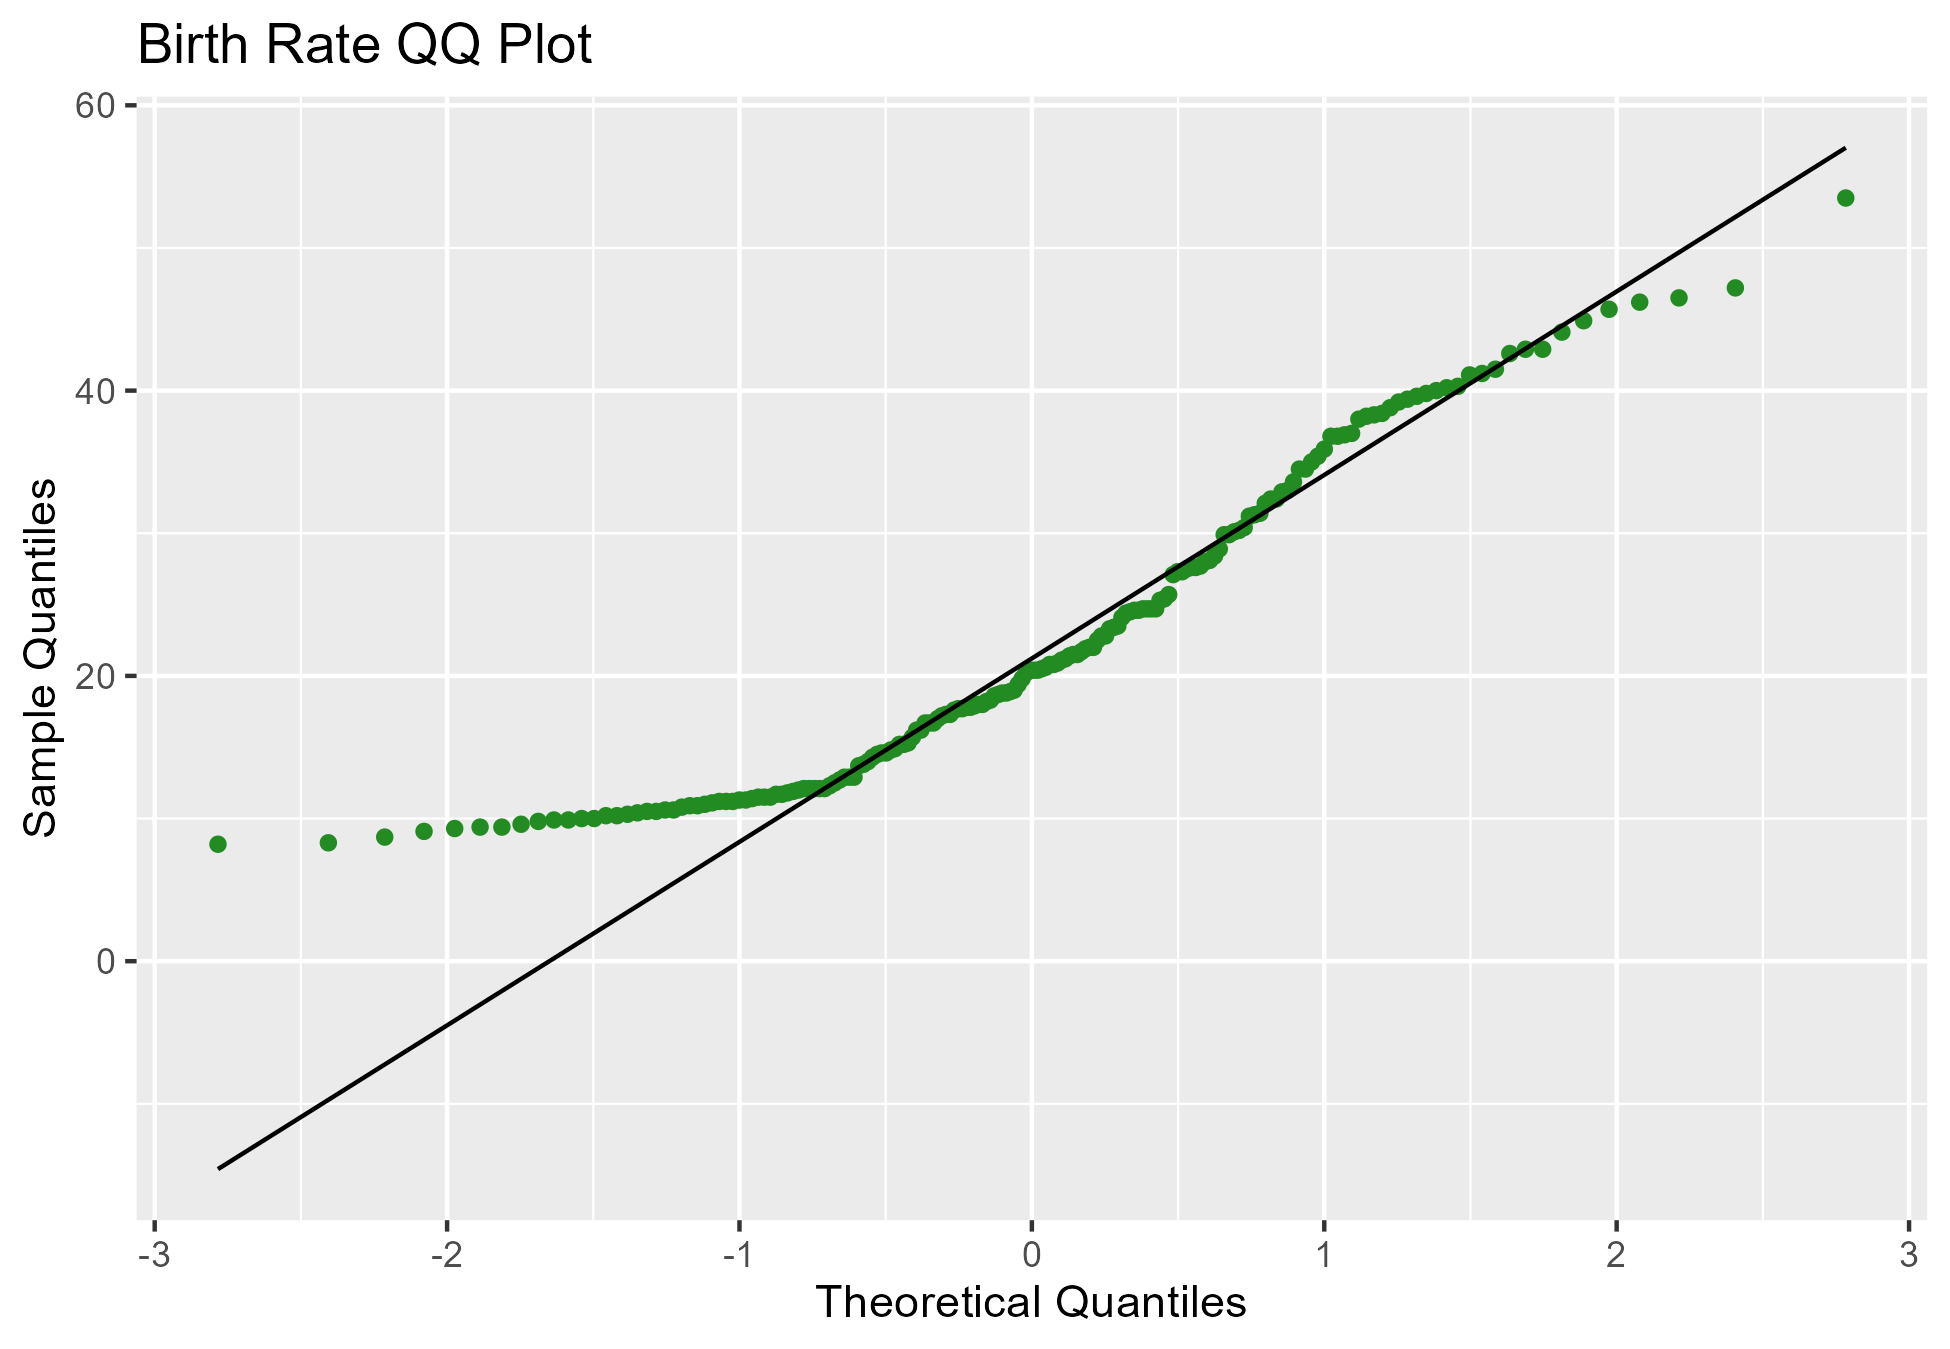 Birth Rate QQ Plot
60
40
20
0
Sample Quantiles
-3 -2 -1 0 1 2 3
Theoretical Quantiles